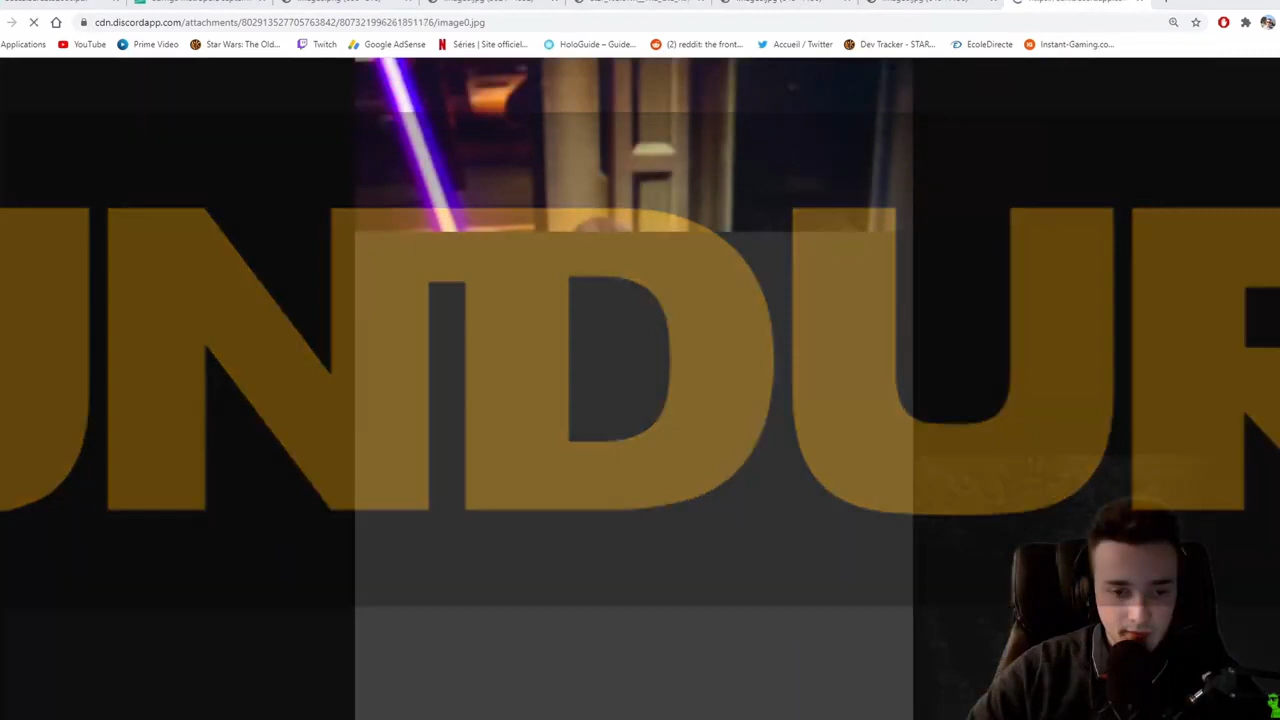 cdn.discordapp.com/attachments/802913527705763842/807321996261851176/image0.jpg
Applications YouTube Prime Video Star Wars: The Old... Twitch Google AdSense Séries | Site officiel... HoloGuide – Guide... (2) reddit: the front... Accueil / Twitter Dev Tracker - STAR... EcoleDirecte Instant-Gaming.co...
UNDUR